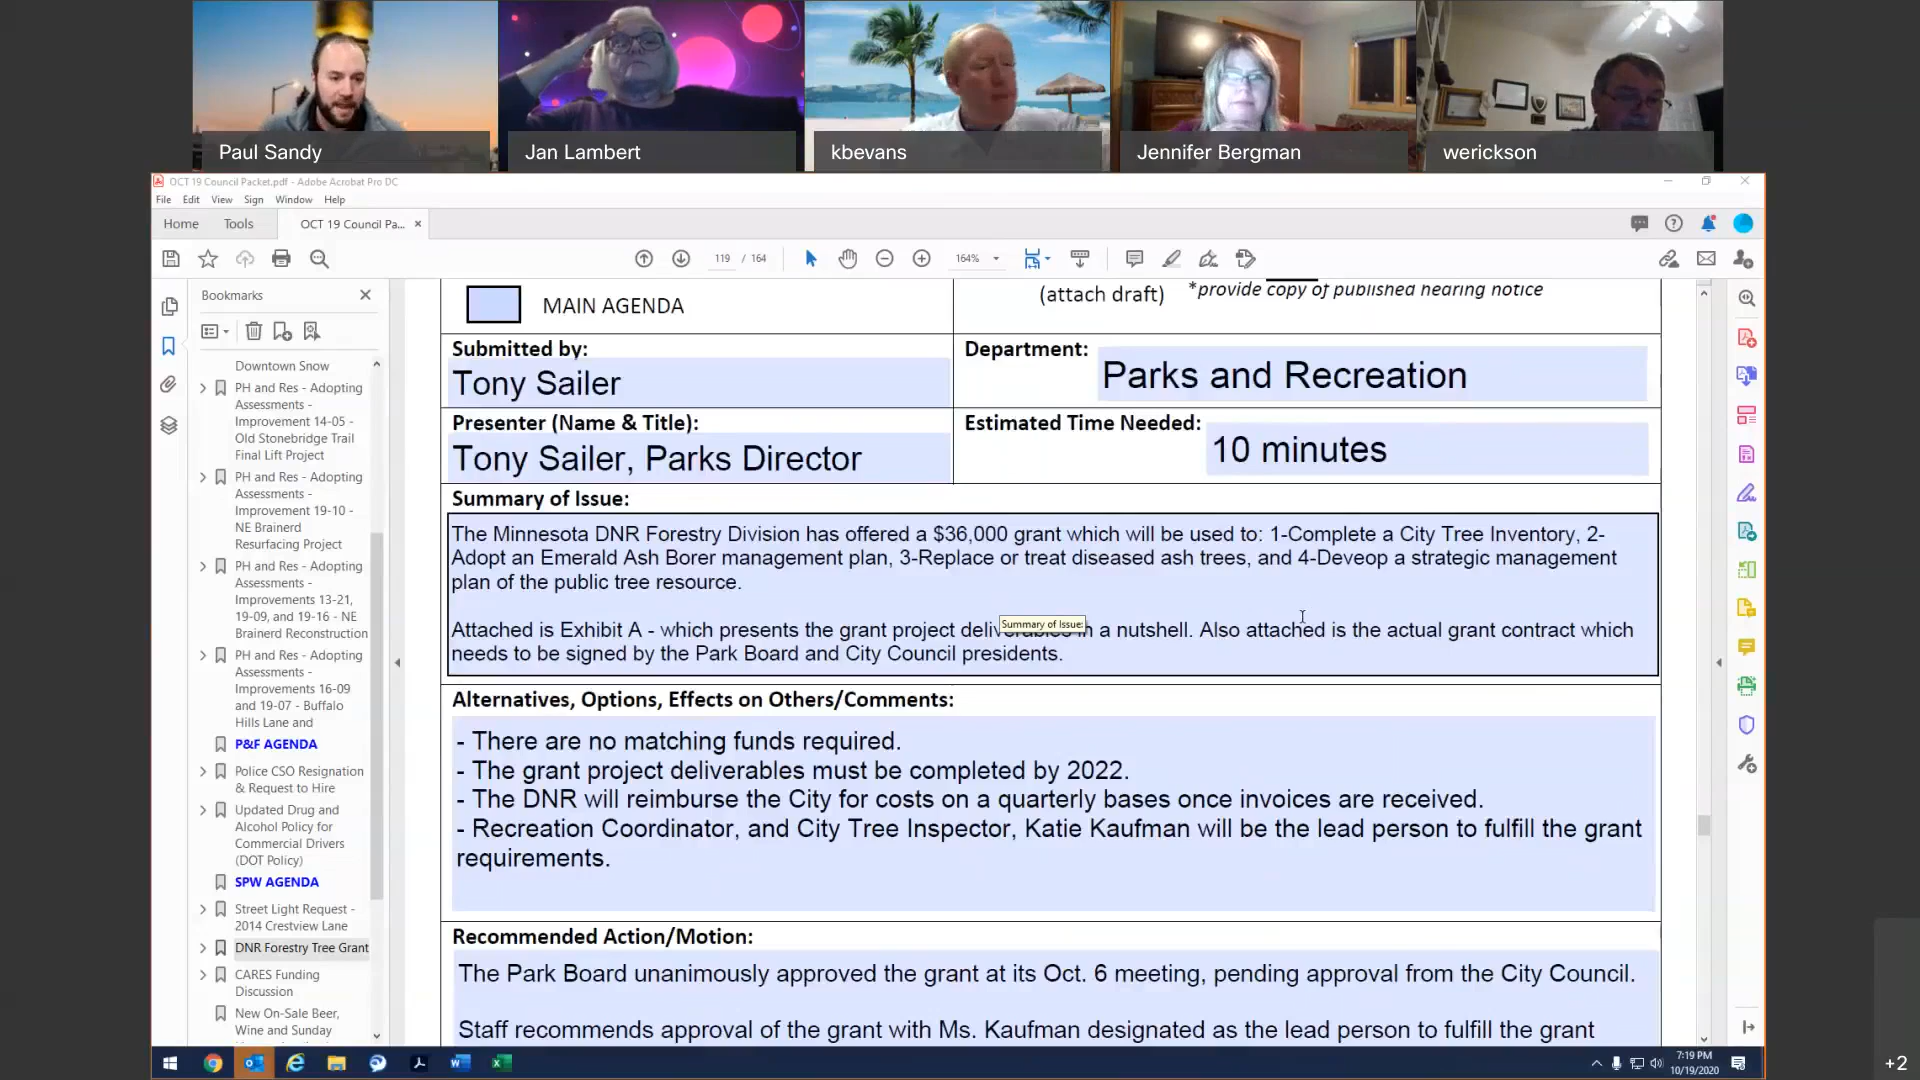 Paul Sandy
Jan Lambert
kbevans
Jennifer Bergman
werickson
OCT 19 Council Packet.pdf - Adobe Acrobat Pro DC
File Edit View Sign Window Help
Home Tools OCT 19 Council Pa... ×
119 / 164 164%
Bookmarks
Downtown Snow
PH and Res - Adopting
Assessments -
Improvement 14-05 -
Old Stonebridge Trail
Final Lift Project
PH and Res - Adopting
Assessments -
Improvement 19-10 -
NE Brainerd
Resurfacing Project
PH and Res - Adopting
Assessments -
Improvements 13-21,
19-09, and 19-16 - NE
Brainerd Reconstruction
PH and Res - Adopting
Assessments -
Improvements 16-09
and 19-07 - Buffalo
Hills Lane and
P&F AGENDA
Police CSO Resignation
& Request to Hire
Updated Drug and
Alcohol Policy for
Commercial Drivers
(DOT Policy)
SPW AGENDA
Street Light Request -
2014 Crestview Lane
DNR Forestry Tree Grant
CARES Funding
Discussion
New On-Sale Beer,
Wine and Sunday
MAIN AGENDA
(attach draft) *provide copy of published hearing notice
Submitted by:
Tony Sailer
Department:
Parks and Recreation
Presenter (Name & Title):
Tony Sailer, Parks Director
Estimated Time Needed:
10 minutes
Summary of Issue:
The Minnesota DNR Forestry Division has offered a $36,000 grant which will be used to: 1-Complete a City Tree Inventory, 2-
Adopt an Emerald Ash Borer management plan, 3-Replace or treat diseased ash trees, and 4-Deveop a strategic management
plan of the public tree resource.
Attached is Exhibit A - which presents the grant project deliverables in a nutshell. Also attached is the actual grant contract which
needs to be signed by the Park Board and City Council presidents.
Summary of Issue:
Alternatives, Options, Effects on Others/Comments:
- There are no matching funds required.
- The grant project deliverables must be completed by 2022.
- The DNR will reimburse the City for costs on a quarterly bases once invoices are received.
- Recreation Coordinator, and City Tree Inspector, Katie Kaufman will be the lead person to fulfill the grant
requirements.
Recommended Action/Motion:
The Park Board unanimously approved the grant at its Oct. 6 meeting, pending approval from the City Council.
Staff recommends approval of the grant with Ms. Kaufman designated as the lead person to fulfill the grant
7:19 PM
10/19/2020
+2